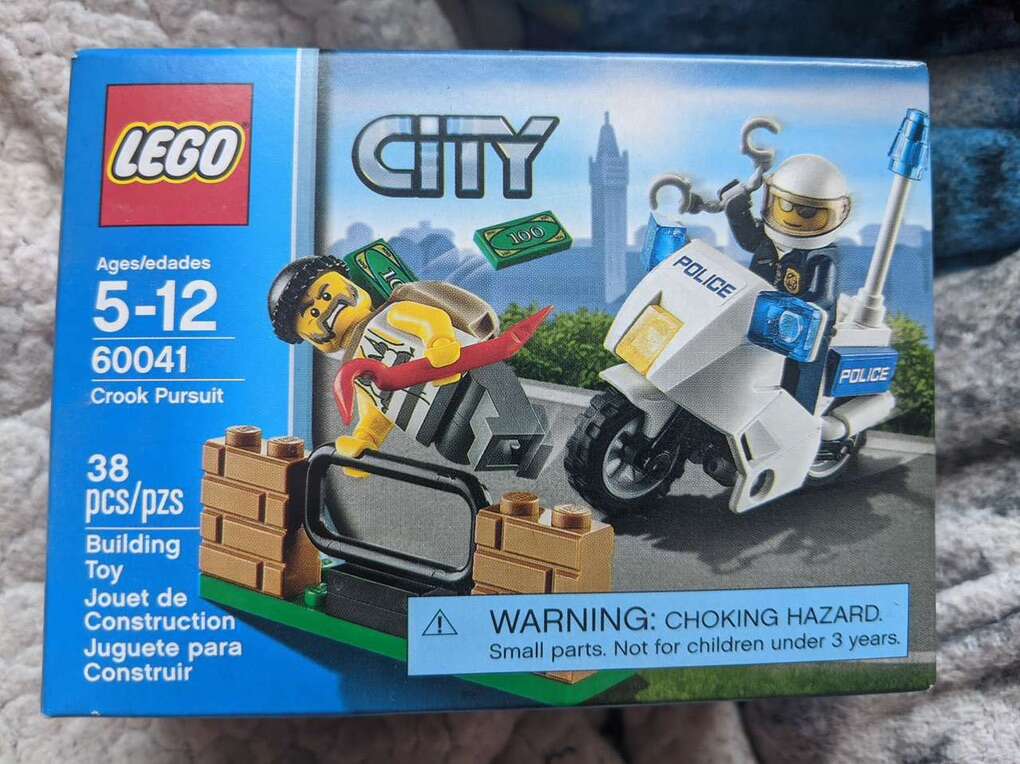 LEGO
CITY
Ages/edades
5-12
60041
Crook Pursuit
38
pcs/pzs
Building
Toy
Jouet de
Construction
Juguete para
Construir
100
POLICE
POLICE
WARNING: CHOKING HAZARD.
Small parts. Not for children under 3 years.